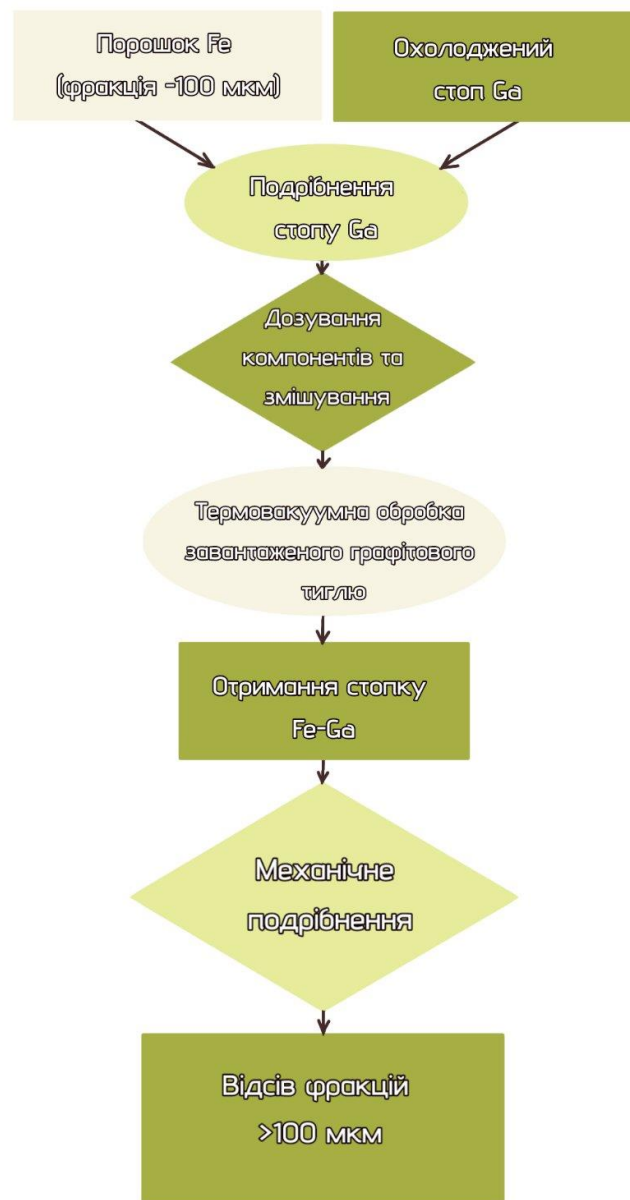 Порошок Fe
(фракція -100 мкм)
Охолоджений
стоп Ga
Подрібнення
стопу Ga
Дозування
компонентів та
змішування
Термовакуумна обробка
завантаженого графітового
тиглю
Отримання стопку
Fe-Ga
Механічне
подрібнення
Відсів фракцій
>100 мкм